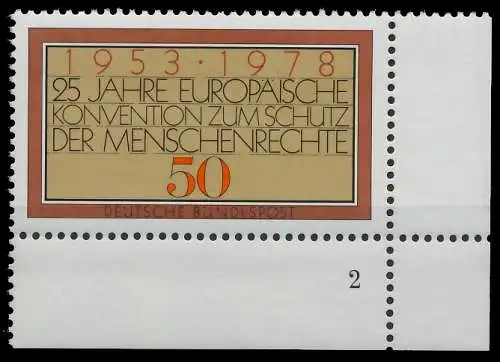 1953·1978
25 JAHRE EUROPÄISCHE
KONVENTION ZUM SCHUTZ
DER MENSCHENRECHTE
50
DEUTSCHE BUNDESPOST
2